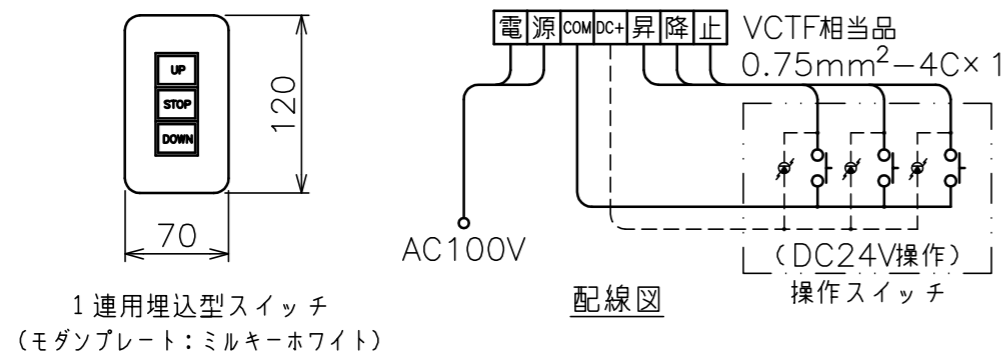 UP
STOP
DOWN
120
70
1連用埋込型スイッチ
(モダンプレート：ミルキーホワイト)
電 源 COM DC+ 昇 降 止
VCTF相当品
0.75mm²−4C×1
AC100V
(DC24V操作)
操作スイッチ
配線図